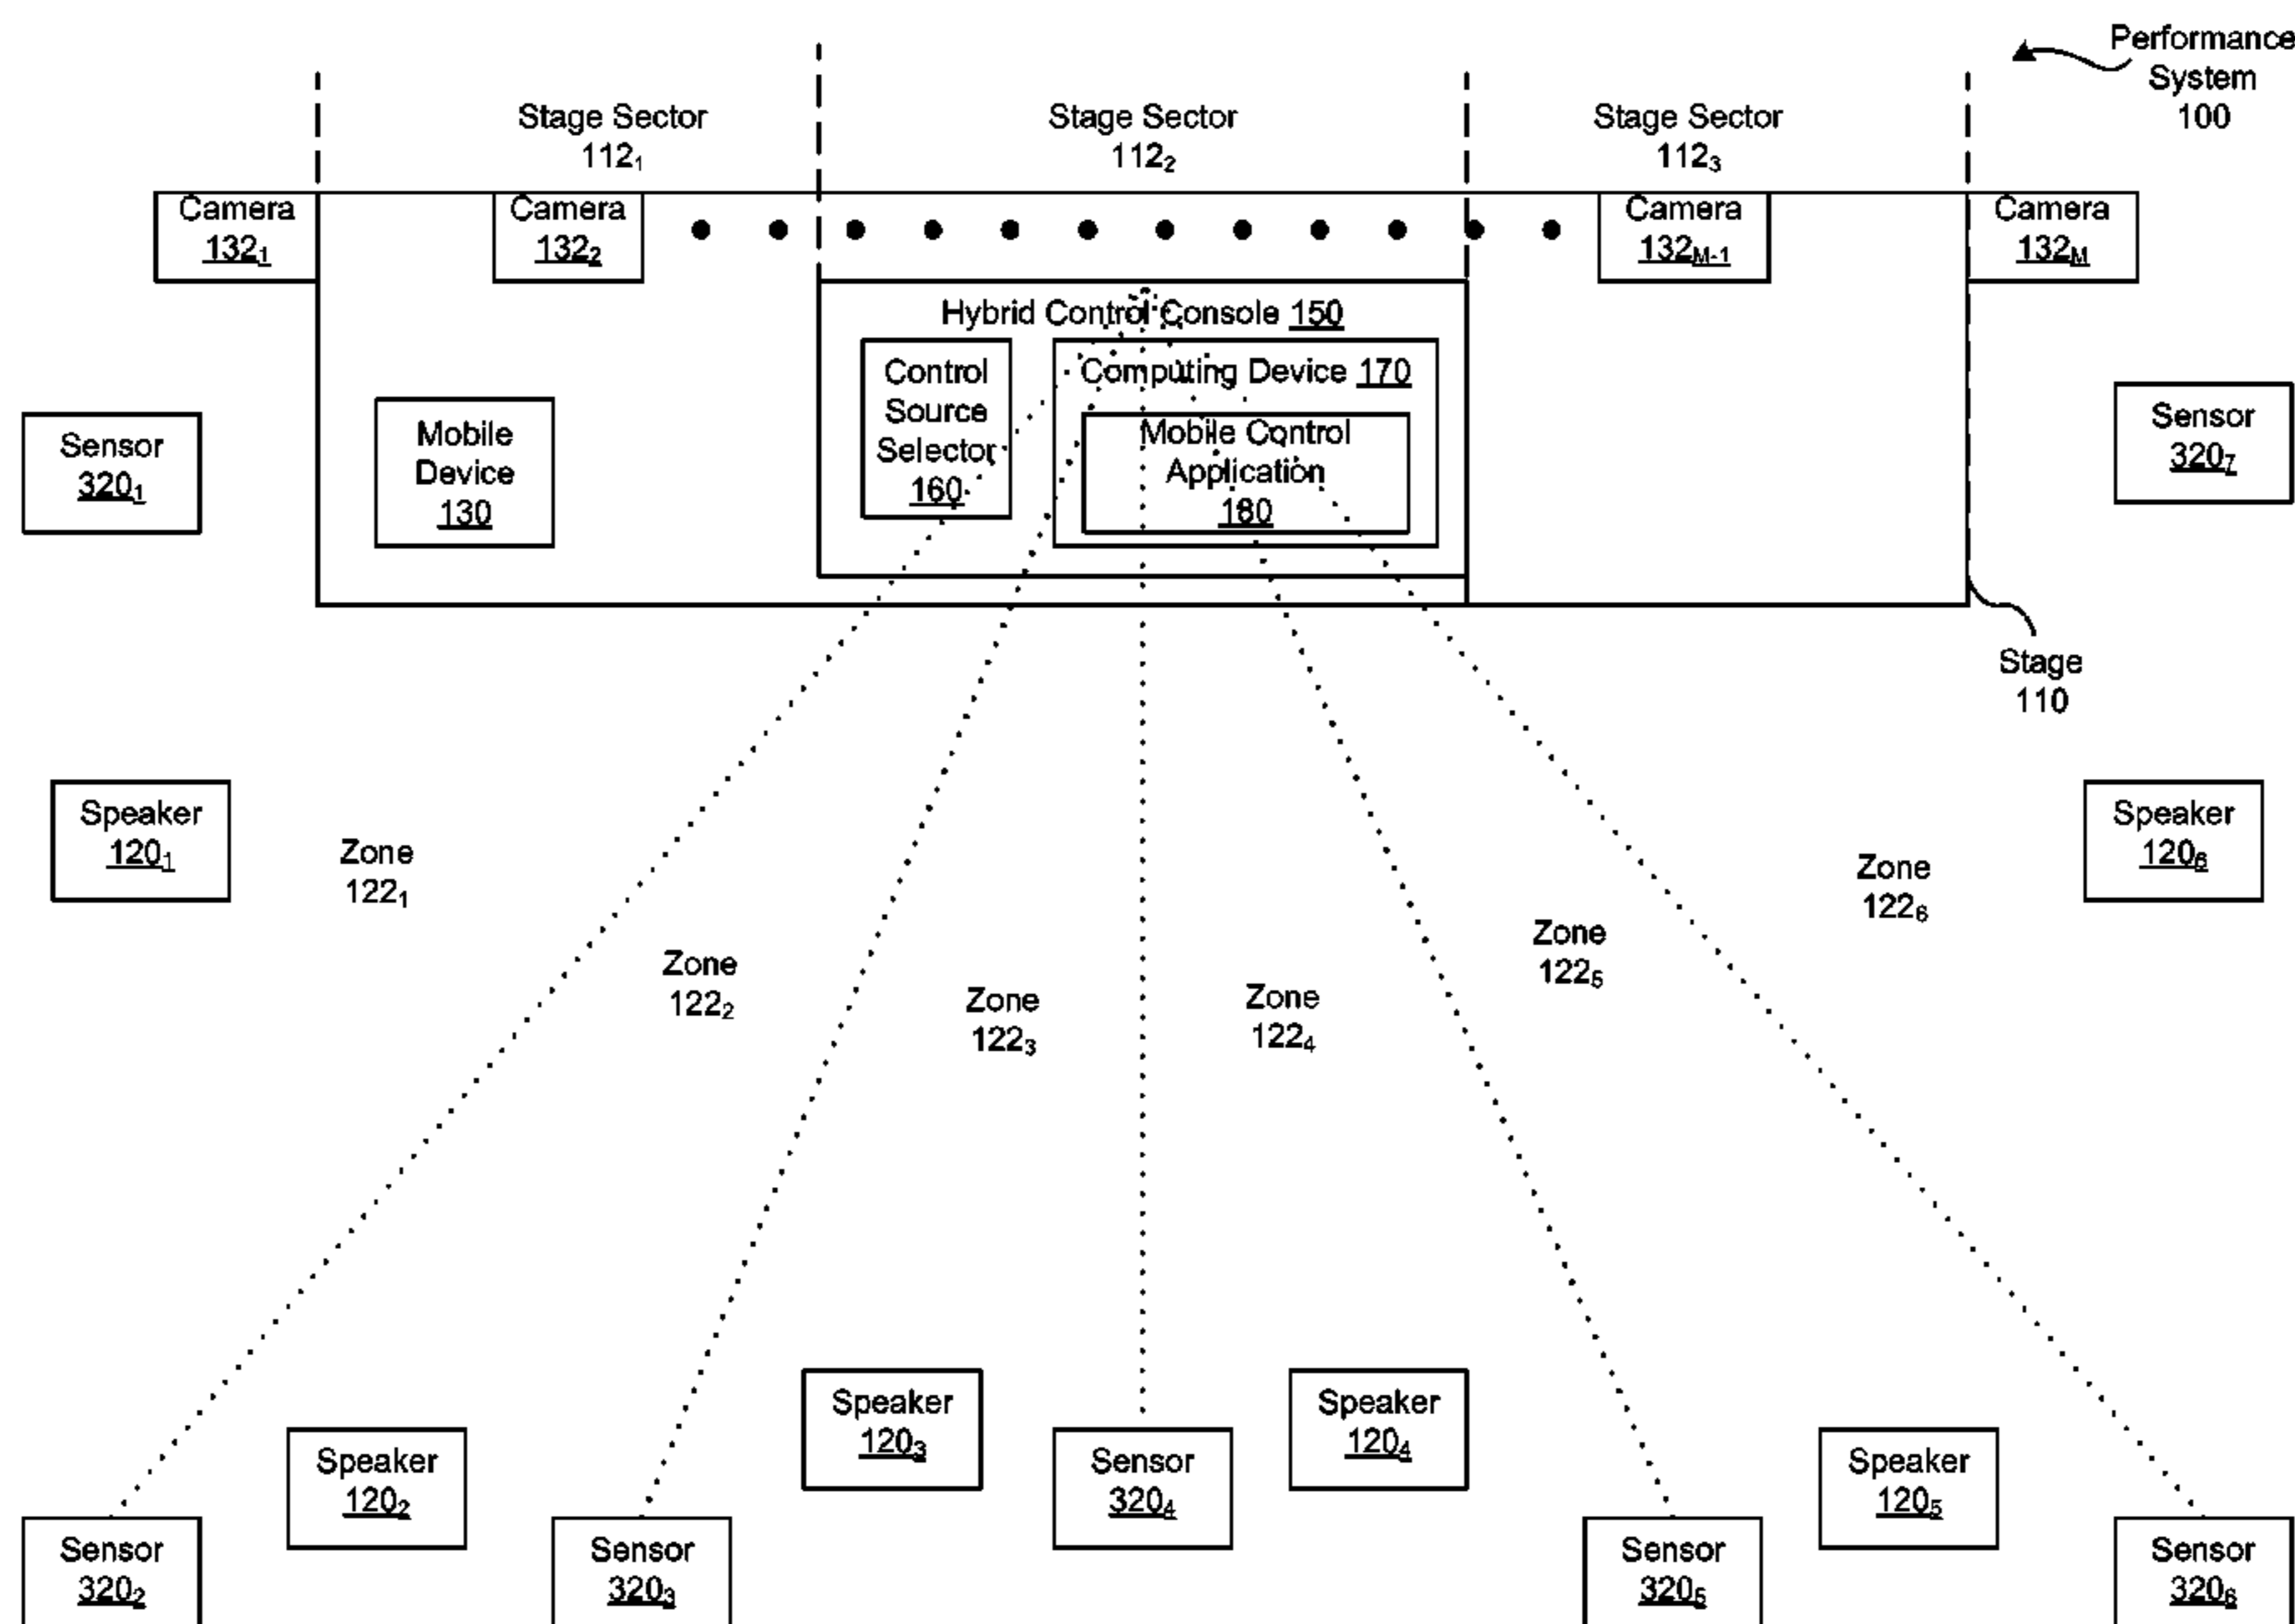 Performance
System
100
Stage Sector
112₁
Stage Sector
112₂
Stage Sector
112₃
Camera
132₁
Camera
132₂
Camera
132M-1
Camera
132M
Hybrid Control Console 150
Control
Source
Selector
160
Computing Device 170
Mobile Control
Application
180
Mobile
Device
130
Sensor
320₁
Sensor
320₇
Stage
110
Speaker
120₁
Zone
122₁
Zone
122₂
Zone
122₃
Zone
122₄
Zone
122₅
Zone
122₆
Speaker
120₆
Speaker
120₂
Speaker
120₃
Speaker
120₄
Speaker
120₅
Sensor
320₂
Sensor
320₃
Sensor
320₄
Sensor
320₅
Sensor
320₆